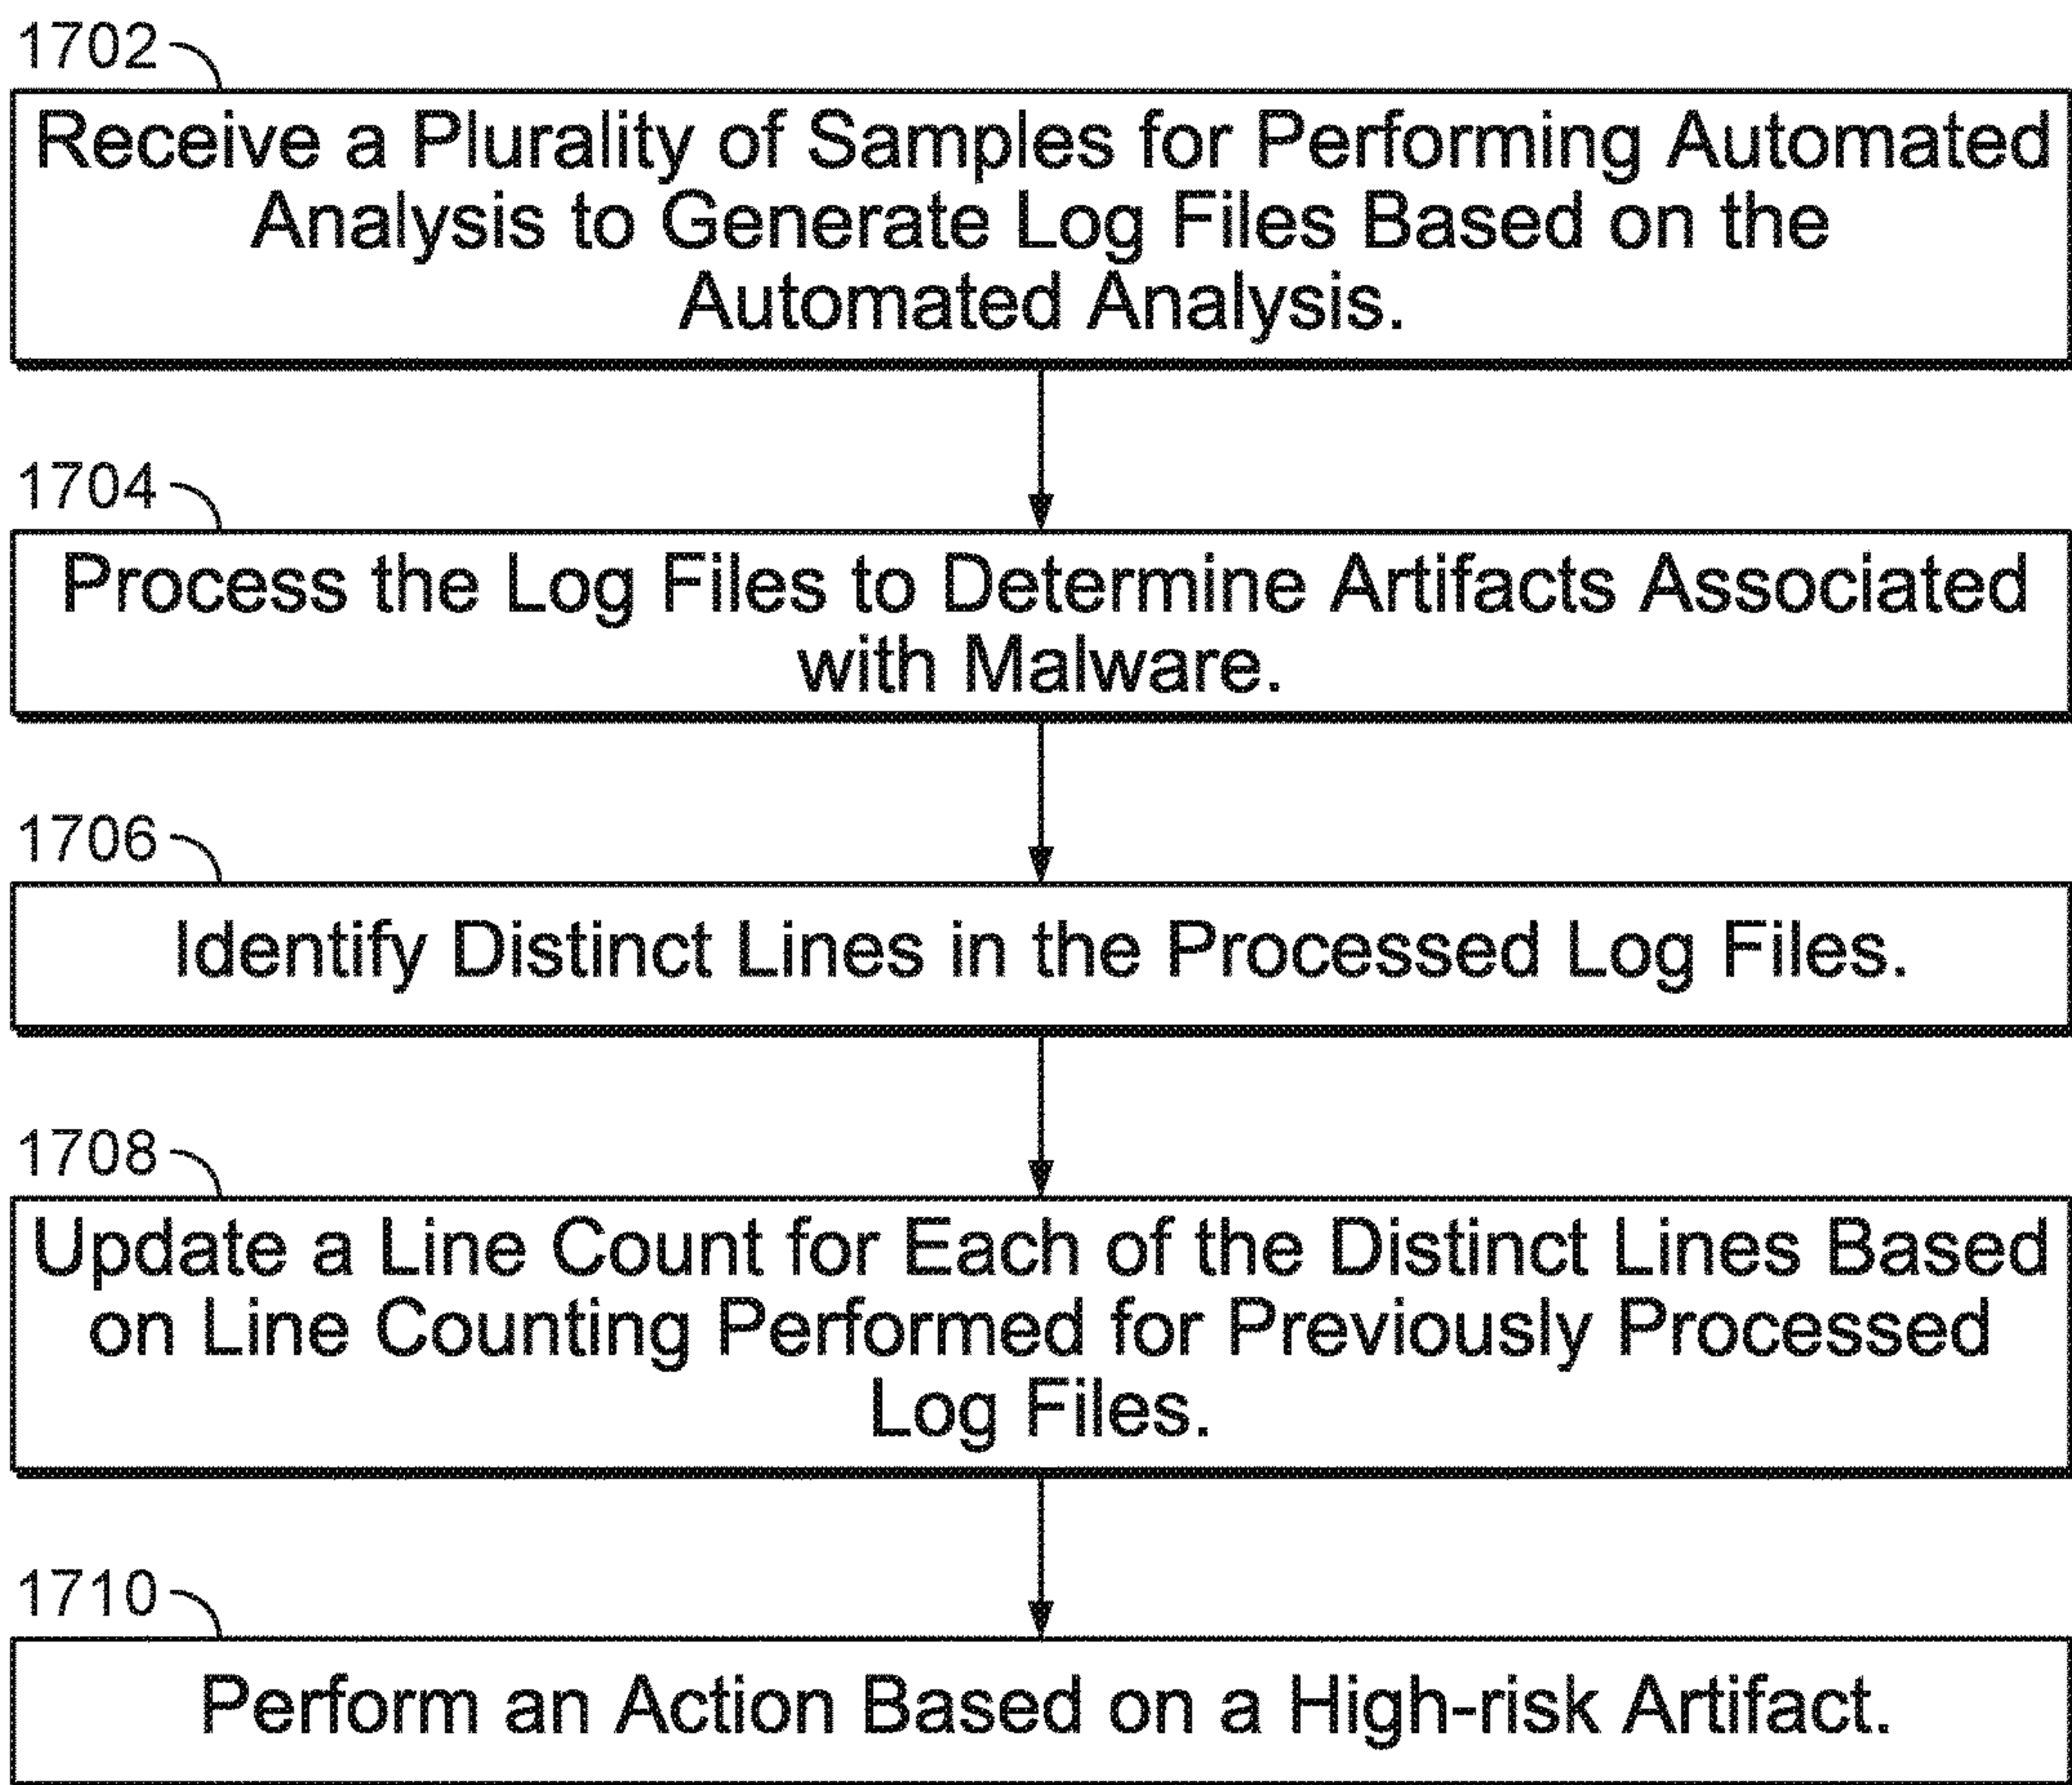 1702
Receive a Plurality of Samples for Performing Automated
Analysis to Generate Log Files Based on the
Automated Analysis.
1704
Process the Log Files to Determine Artifacts Associated
with Malware.
1706
Identify Distinct Lines in the Processed Log Files.
1708
Update a Line Count for Each of the Distinct Lines Based
on Line Counting Performed for Previously Processed
Log Files.
1710
Perform an Action Based on a High-risk Artifact.